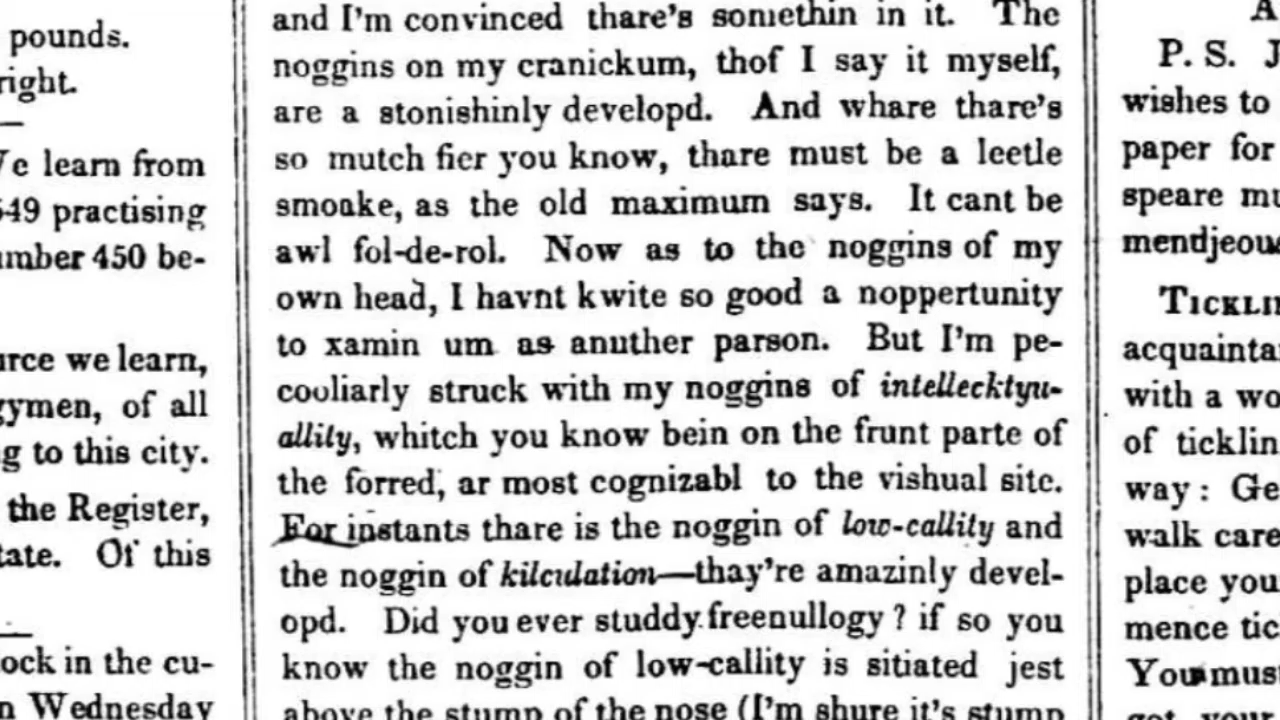 pounds.
right.
We learn from
549 practising
umber 450 be-
urce we learn,
gymen, of all
g to this city.
the Register,
tate. Of this
ock in the cu-
n Wednesday
and I'm convinced thare's somethin in it. The
noggins on my cranickum, thof I say it myself,
are a stonishinly developd. And whare thare's
so mutch fier you know, thare must be a leetle
smoake, as the old maximum says. It cant be
awl fol-de-rol. Now as to the noggins of my
own head, I havnt kwite so good a noppertunity
to xamin um as anuther parson. But I'm pe-
cooliarly struck with my noggins of intellecktyu-
allity, whitch you know bein on the frunt parte of
the forred, ar most cognizabl to the vishual site.
For instants thare is the noggin of low-callity and
the noggin of kilculation—thay're amazinly devel-
opd. Did you ever studdy freenullogy? if so you
know the noggin of low-callity is sitiated jest
above the stump of the nose (I'm shure it's stump
A
P. S. J
wishes to
paper for
speare mu
mendjeous
TICKLIN
acquainta
with a wo
of ticklin
way: Ge
walk care
place you
mence tic
You must
get your